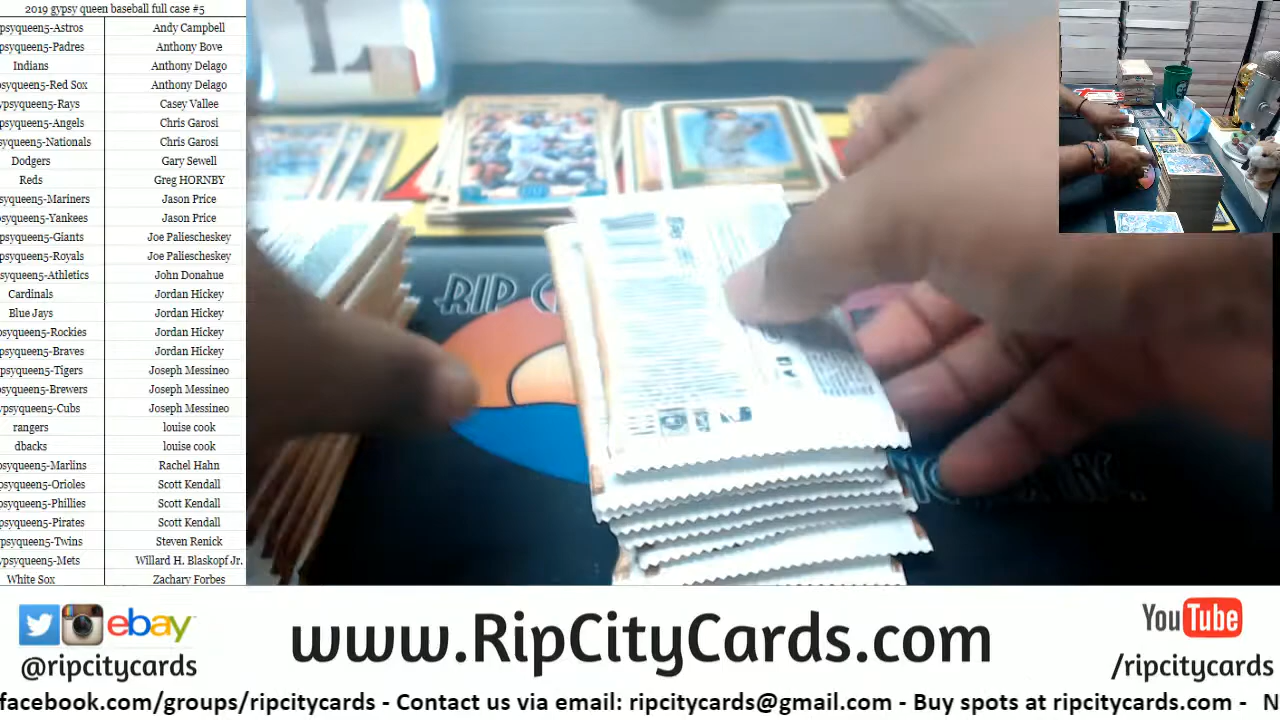 2019 gypsy queen baseball full case #5
psyqueen5-Astros Andy Campbell
psyqueen5-Padres Anthony Bove
Indians Anthony Delago
psyqueen5-Red Sox Anthony Delago
ypsyqueen5-Rays Casey Vallee
psyqueen5-Angels Chris Garosi
psyqueen5-Nationals Chris Garosi
Dodgers Gary Sewell
Reds Greg HORNBY
psyqueen5-Mariners Jason Price
psyqueen5-Yankees Jason Price
psyqueen5-Giants Joe Paliescheskey
psyqueen5-Royals Joe Paliescheskey
syqueen5-Athletics John Donahue
Cardinals Jordan Hickey
Blue Jays Jordan Hickey
psyqueen5-Rockies Jordan Hickey
psyqueen5-Braves Jordan Hickey
psyqueen5-Tigers Joseph Messineo
psyqueen5-Brewers Joseph Messineo
ypsyqueen5-Cubs Joseph Messineo
rangers louise cook
dbacks louise cook
psyqueen5-Marlins Rachel Hahn
psyqueen5-Orioles Scott Kendall
psyqueen5-Phillies Scott Kendall
psyqueen5-Pirates Scott Kendall
psyqueen5-Twins Steven Renick
ypsyqueen5-Mets Willard H. Blaskopf Jr.
White Sox Zachary Forbes
RIP C
INC.
ebay
@ripcitycards
www.RipCityCards.com
YouTube
/ripcitycards
facebook.com/groups/ripcitycards - Contact us via email: ripcitycards@gmail.com - Buy spots at ripcitycards.com - N